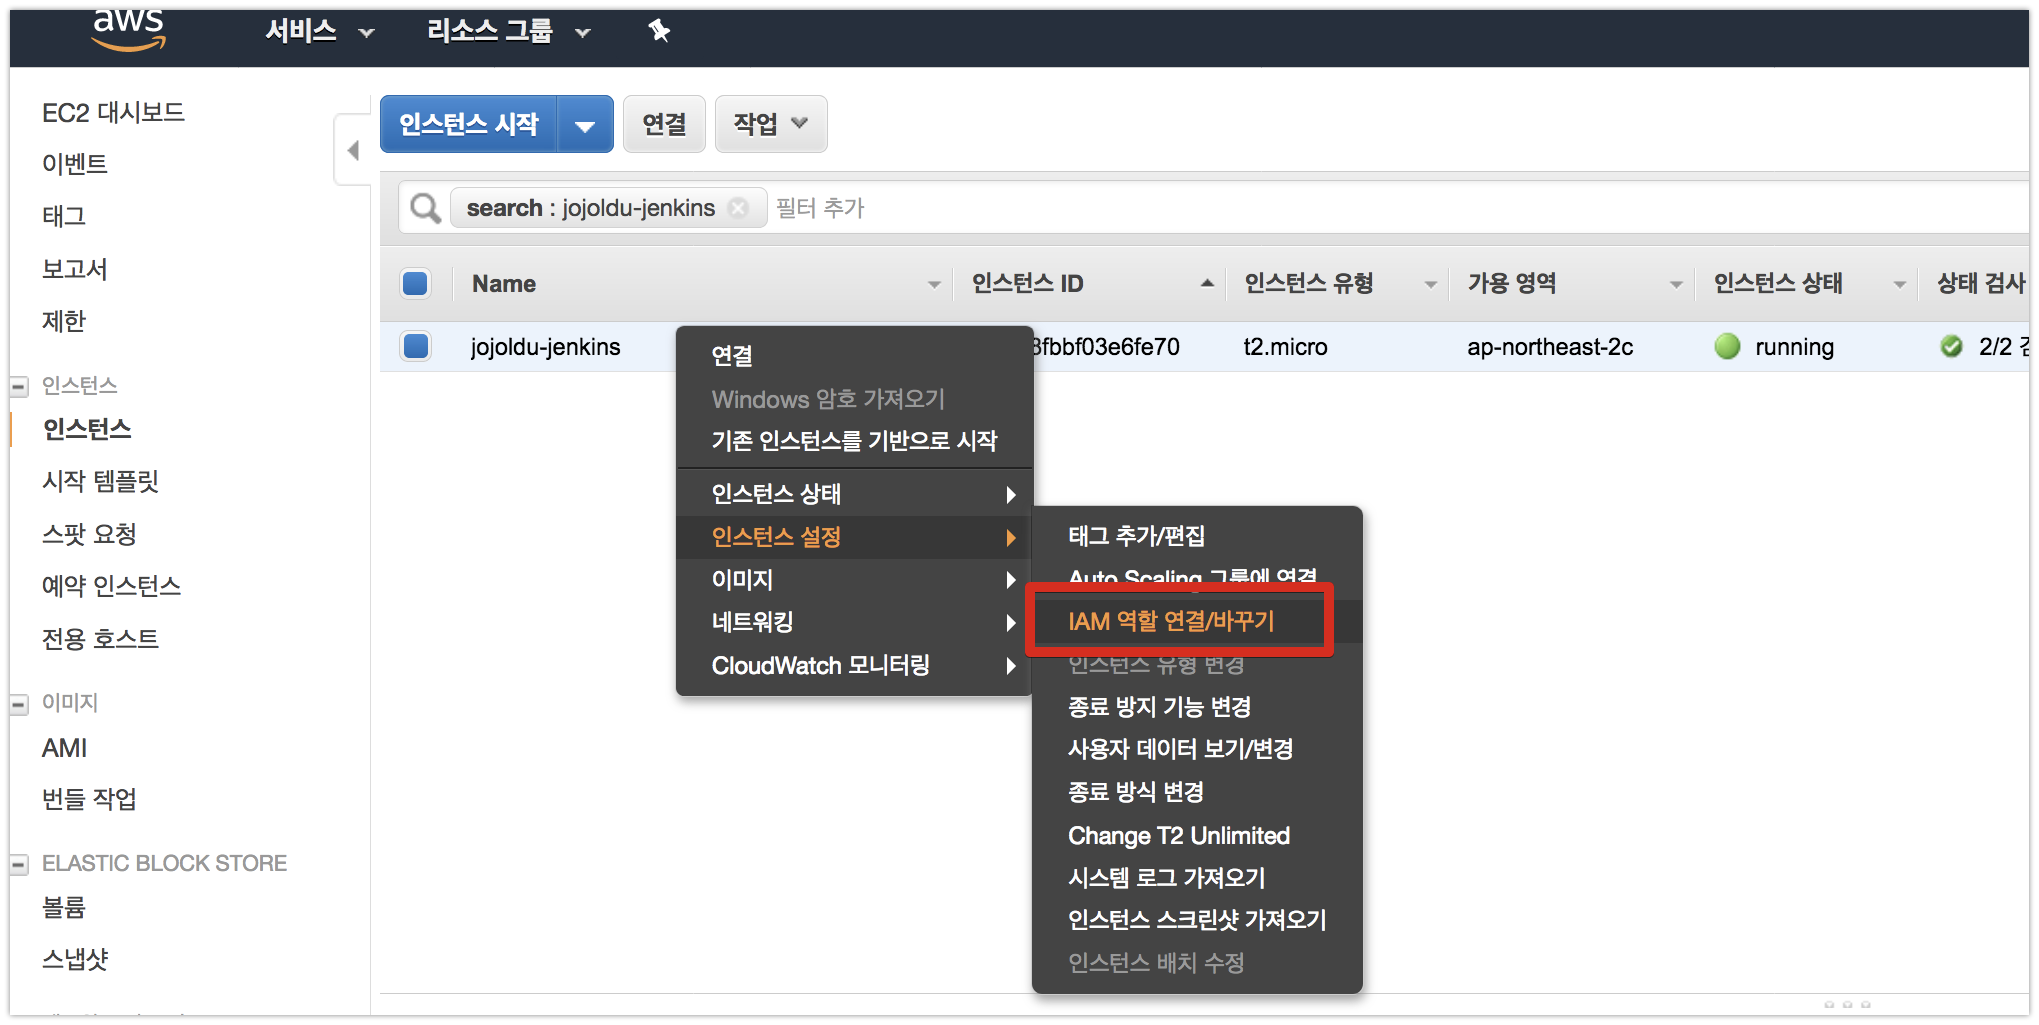 aws
서비스
리소스 그룹
EC2 대시보드
이벤트
태그
보고서
제한
인스턴스
인스턴스
시작 템플릿
스팟 요청
예약 인스턴스
전용 호스트
이미지
AMI
번들 작업
ELASTIC BLOCK STORE
볼륨
스냅샷
인스턴스 시작
연결
작업
search : jojoldu-jenkins
필터 추가
Name
인스턴스 ID
인스턴스 유형
가용 영역
인스턴스 상태
상태 검사
jojoldu-jenkins
fbbf03e6fe70
t2.micro
ap-northeast-2c
running
2/2
연결
Windows 암호 가져오기
기존 인스턴스를 기반으로 시작
인스턴스 상태
인스턴스 설정
이미지
네트워킹
CloudWatch 모니터링
태그 추가/편집
Auto Scaling 그룹에 연결
IAM 역할 연결/바꾸기
인스턴스 유형 변경
종료 방지 기능 변경
사용자 데이터 보기/변경
종료 방식 변경
Change T2 Unlimited
시스템 로그 가져오기
인스턴스 스크린샷 가져오기
인스턴스 배치 수정